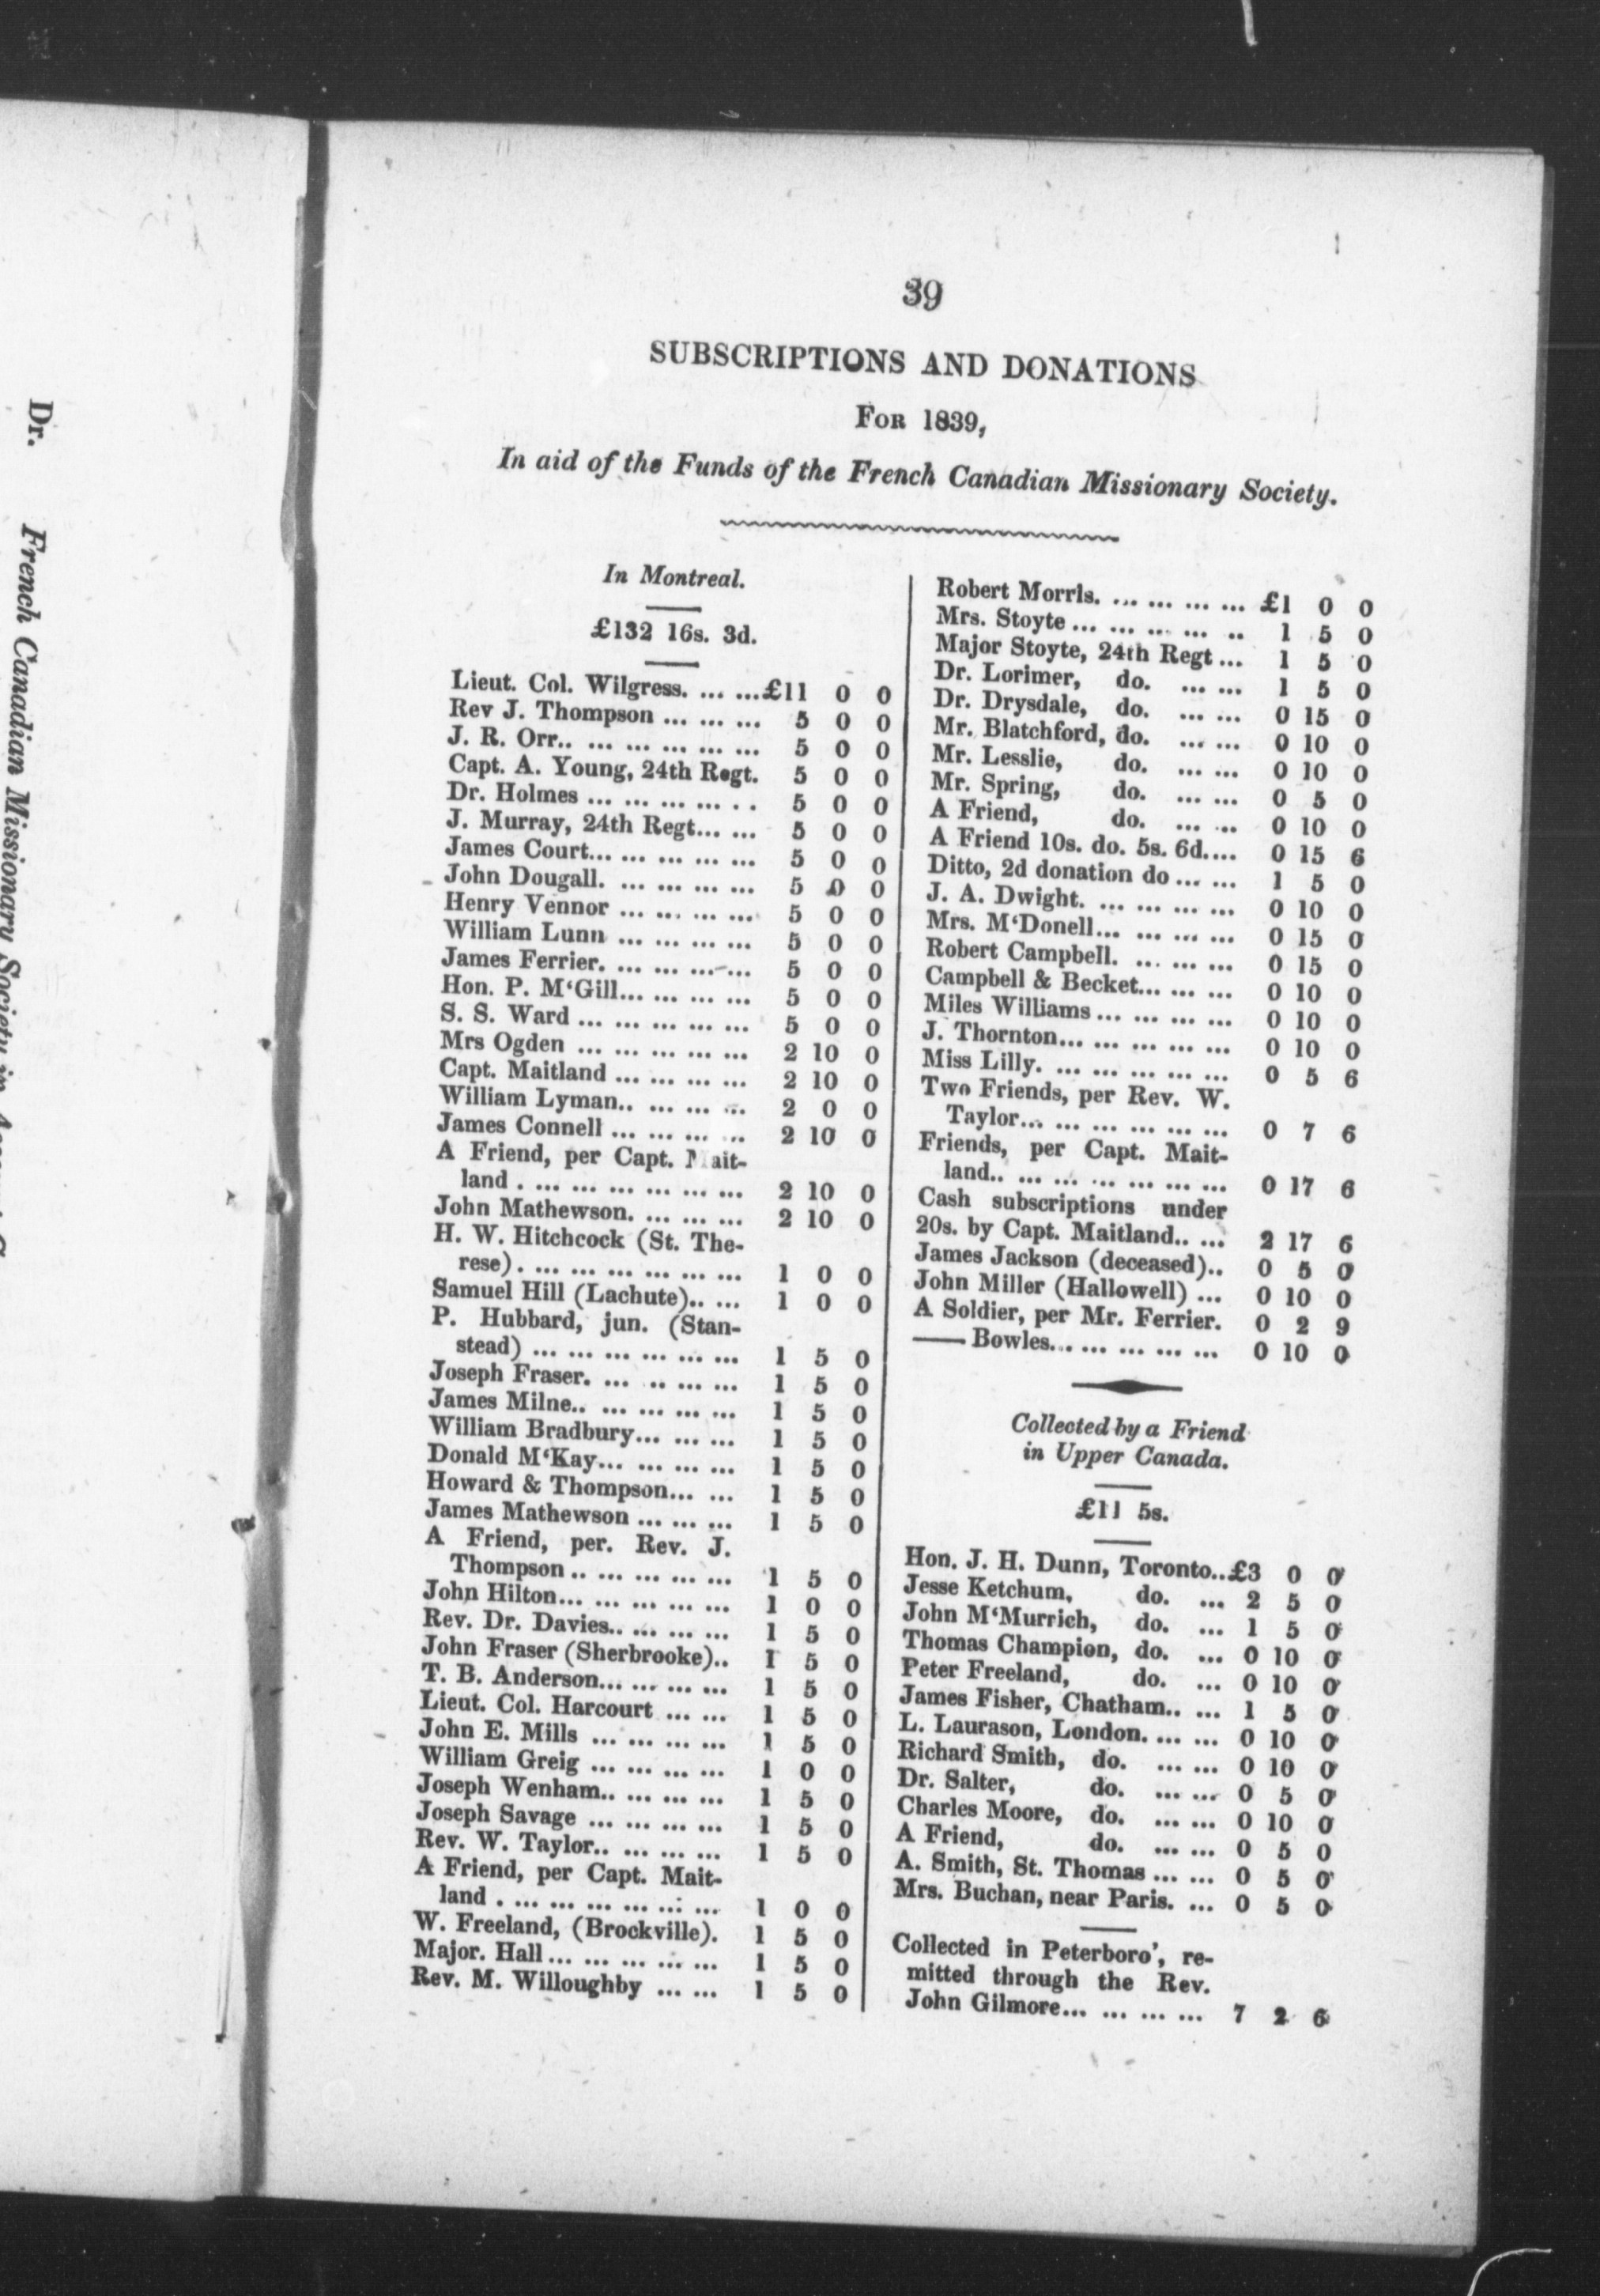 Dr.
French Canadian Missionary Society in
39
SUBSCRIPTIONS AND DONATIONS
FOR 1839,
In aid of the Funds of the French Canadian Missionary Society.
In Montreal.
£132 16s. 3d.
Lieut. Col. Wilgress. ... ...£11 0 0
Rev J. Thompson ... ... ... 5 0 0
J. R. Orr.. ... ... ... ... ... 5 0 0
Capt. A. Young, 24th Regt. 5 0 0
Dr. Holmes ... ... ... ... . . 5 0 0
J. Murray, 24th Regt... ... 5 0 0
James Court... ... ... ... ... 5 0 0
John Dougall. ... ... ... ... 5 0 0
Henry Vennor ... ... ... ... 5 0 0
William Lunn ... ... ... ... 5 0 0
James Ferrier. ... ... ... ... 5 0 0
Hon. P. M'Gill... ... ... ... 5 0 0
S. S. Ward ... ... ... ... ... 5 0 0
Mrs Ogden ... ... ... ... ... 2 10 0
Capt. Maitland ... ... ... ... 2 10 0
William Lyman.. ... ... ... 2 0 0
James Connell ... ... ... ... 2 10 0
A Friend, per Capt. Mait-
land . ... ... ... ... ... ... 2 10 0
John Mathewson. ... ... ... 2 10 0
H. W. Hitchcock (St. The-
rese) . ... ... ... ... ... ... 1 0 0
Samuel Hill (Lachute).. ... 1 0 0
P. Hubbard, jun. (Stan-
stead) ... ... ... ... ... ... 1 5 0
Joseph Fraser. ... .. ... ... 1 5 0
James Milne.. ... ... ... ... 1 5 0
William Bradbury... ... ... 1 5 0
Donald M'Kay... ... ... ... 1 5 0
Howard & Thompson... ... 1 5 0
James Mathewson ... ... ... 1 5 0
A Friend, per. Rev. J.
Thompson .. ... ... ... ... 1 5 0
John Hilton... ... ... ... ... 1 0 0
Rev. Dr. Davies.. ... ... ... 1 5 0
John Fraser (Sherbrooke).. 1 5 0
T. B. Anderson... ... ... ... 1 5 0
Lieut. Col. Harcourt ... ... 1 5 0
John E. Mills ... ... ... ... 1 5 0
William Greig ... ... ... ... 1 0 0
Joseph Wenham.. ... ... ... 1 5 0
Joseph Savage ... ... ... ... 1 5 0
Rev. W. Taylor.. ... ... ... 1 5 0
A Friend, per Capt. Mait-
land . ... ... ... ... ... ... 1 0 0
W. Freeland, (Brockville). 1 5 0
Major. Hall ... ... ... ... ... 1 5 0
Rev. M. Willoughby ... ... 1 5 0
Robert Morris. ... ... ... ... £1 0 0
Mrs. Stoyte ... ... ... ... .. 1 5 0
Major Stoyte, 24th Regt ... 1 5 0
Dr. Lorimer, do. ... ... 1 5 0
Dr. Drysdale, do. ... ... 0 15 0
Mr. Blatchford, do. ... ... 0 10 0
Mr. Lesslie, do. ... ... 0 10 0
Mr. Spring, do. ... ... 0 5 0
A Friend, do. ... ... 0 10 0
A Friend 10s. do. 5s. 6d.... 0 15 6
Ditto, 2d donation do ... ... 1 5 0
J. A. Dwight. ... ... ... ... 0 10 0
Mrs. M'Donell... ... ... ... 0 15 0
Robert Campbell. ... ... ... 0 15 0
Campbell & Becket... ... ... 0 10 0
Miles Williams ... ... ... ... 0 10 0
J. Thornton... ... ... ... ... 0 10 0
Miss Lilly. ... ... ... ... ... 0 5 6
Two Friends, per Rev. W.
Taylor... ... ... ... ... ... 0 7 6
Friends, per Capt. Mait-
land.. ... ... ... ... ... ... 0 17 6
Cash subscriptions under
20s. by Capt. Maitland.. ... 2 17 6
James Jackson (deceased).. 0 5 0
John Miller (Hallowell) ... 0 10 0
A Soldier, per Mr. Ferrier. 0 2 9
—— Bowles... ... ... ... ... 0 10 0
Collected by a Friend
in Upper Canada.
£11 5s.
Hon. J. H. Dunn, Toronto..£3 0 0
Jesse Ketchum, do. ... 2 5 0
John M'Murrich, do. ... 1 5 0
Thomas Champion, do. ... 0 10 0
Peter Freeland, do. ... 0 10 0
James Fisher, Chatham.. ... 1 5 0
L. Laurason, London. ... ... 0 10 0
Richard Smith, do. ... ... 0 10 0
Dr. Salter, do. ... ... 0 5 0
Charles Moore, do. ... ... 0 10 0
A Friend, do. ... ... 0 5 0
A. Smith, St. Thomas ... ... 0 5 0
Mrs. Buchan, near Paris. ... 0 5 0
Collected in Peterboro', re-
mitted through the Rev.
John Gilmore... ... ... ... 7 2 6